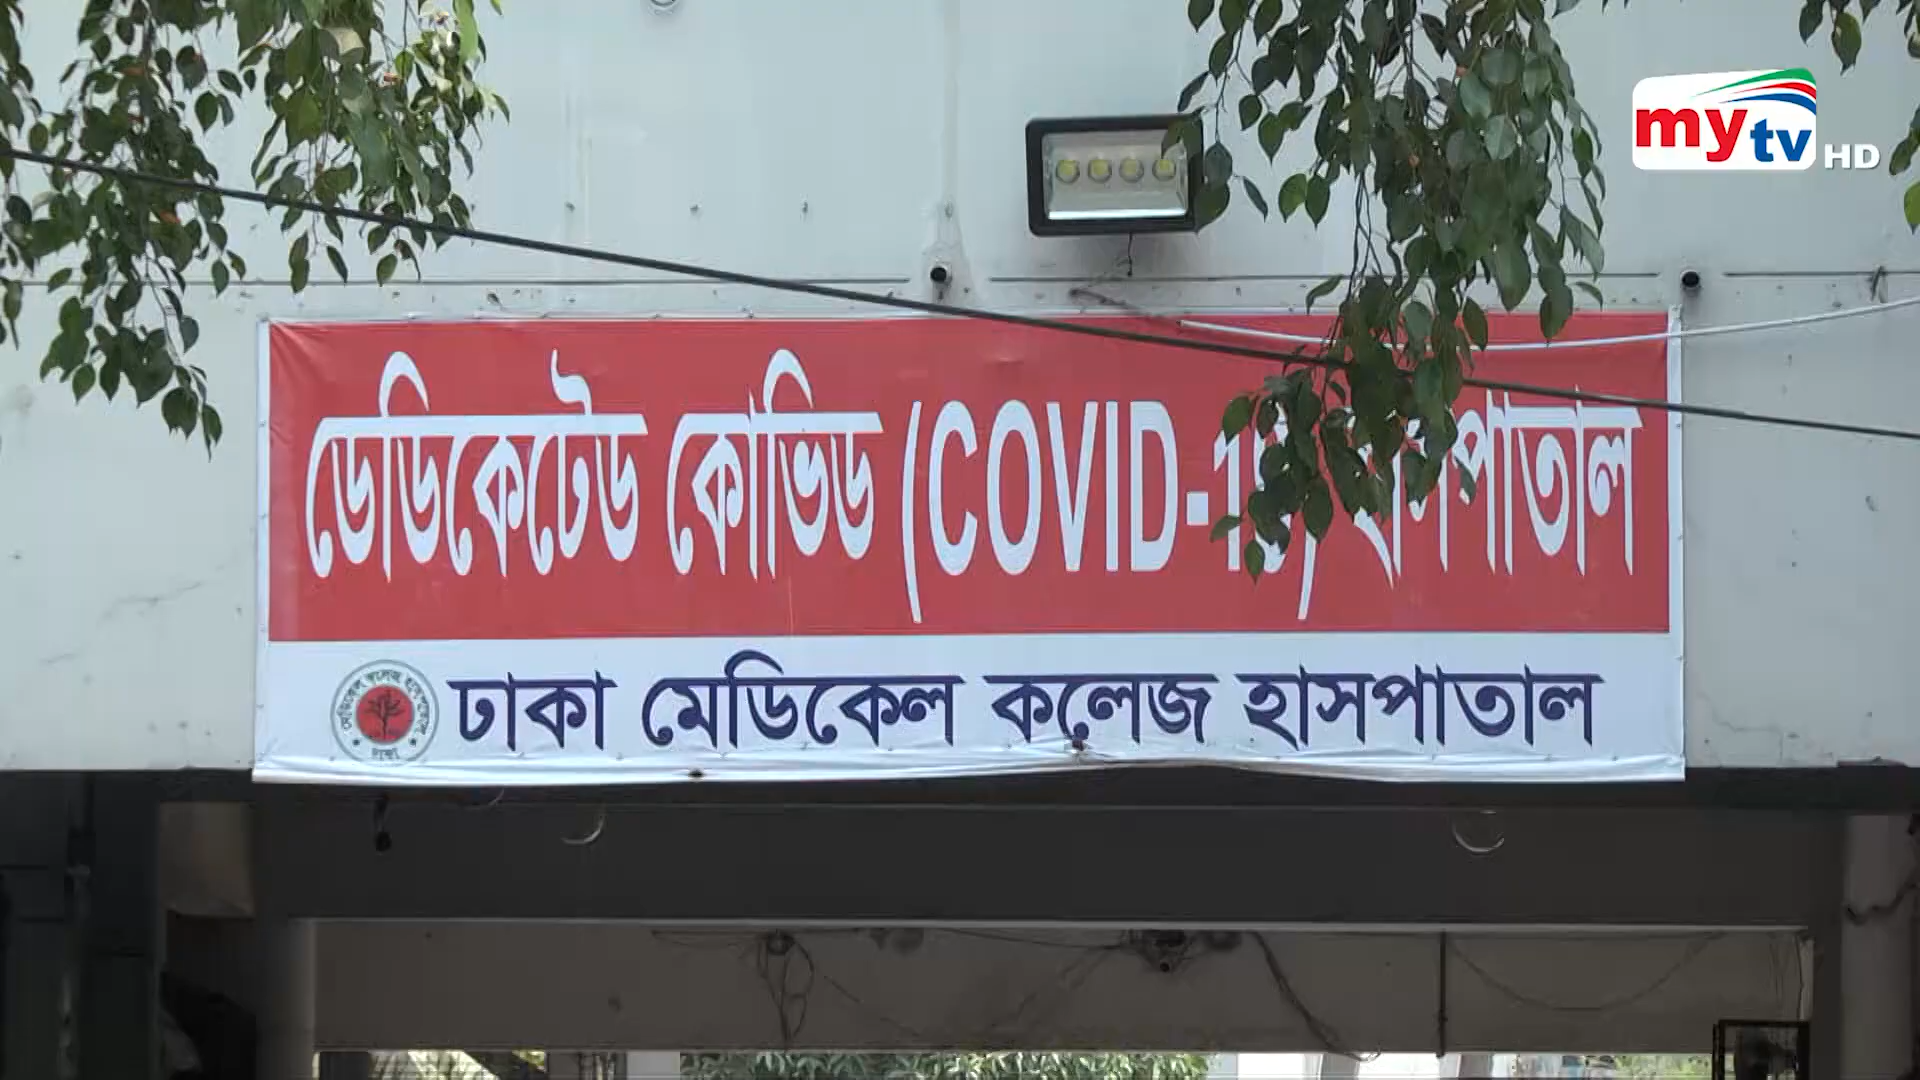 my tv HD
ডেডিকেটেড কোভিড (COVID-19) হাসপাতাল
ঢাকা মেডিকেল কলেজ হাসপাতাল